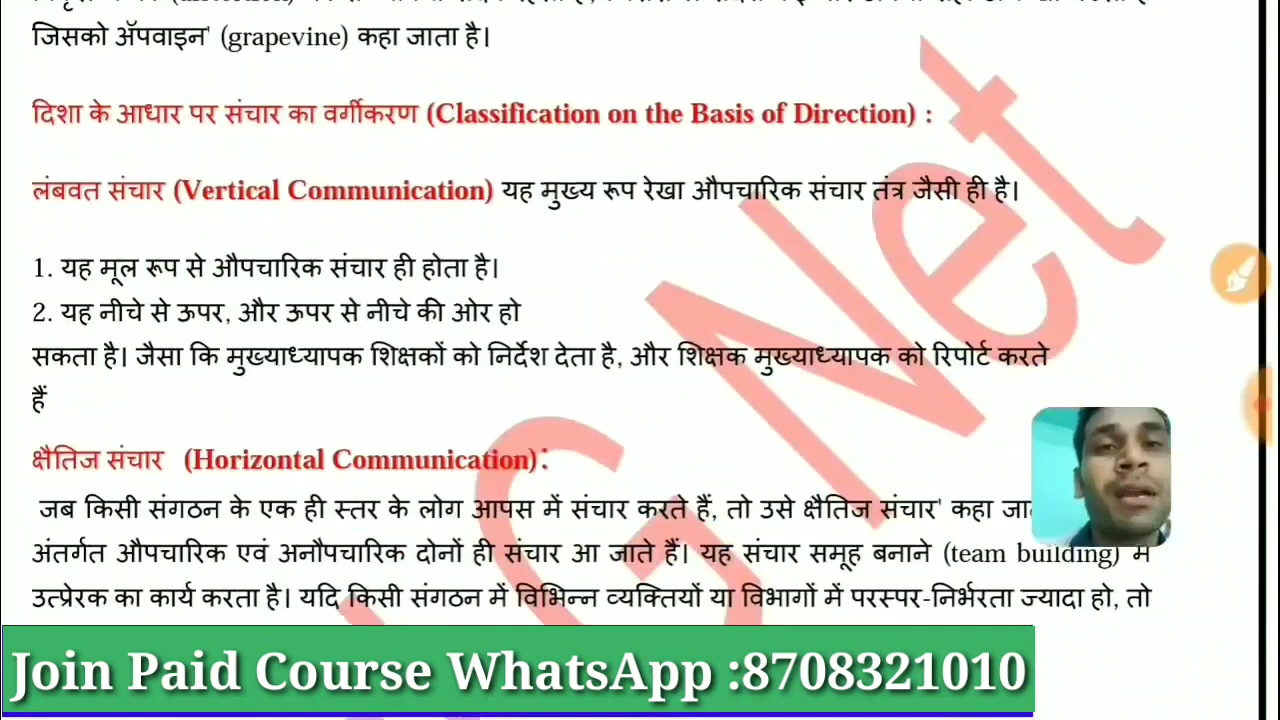 जिसको ॲपवाइन' (grapevine) कहा जाता है।
दिशा के आधार पर संचार का वर्गीकरण (Classification on the Basis of Direction) :
लंबवत संचार (Vertical Communication) यह मुख्य रूप रेखा औपचारिक संचार तंत्र जैसी ही है।
1. यह मूल रूप से औपचारिक संचार ही होता है।
2. यह नीचे से ऊपर, और ऊपर से नीचे की ओर हो
सकता है। जैसा कि मुख्याध्यापक शिक्षकों को निर्देश देता है, और शिक्षक मुख्याध्यापक को रिपोर्ट करते
हैं
क्षैतिज संचार (Horizontal Communication):
जब किसी संगठन के एक ही स्तर के लोग आपस में संचार करते हैं, तो उसे क्षैतिज संचार' कहा
अंतर्गत औपचारिक एवं अनौपचारिक दोनों ही संचार आ जाते हैं। यह संचार समूह बनाने (team building) में
उत्प्रेरक का कार्य करता है। यदि किसी संगठन में विभिन्न व्यक्तियों या विभागों में परस्पर-निर्भरता ज्यादा हो, तो
G Net
Join Paid Course WhatsApp :8708321010